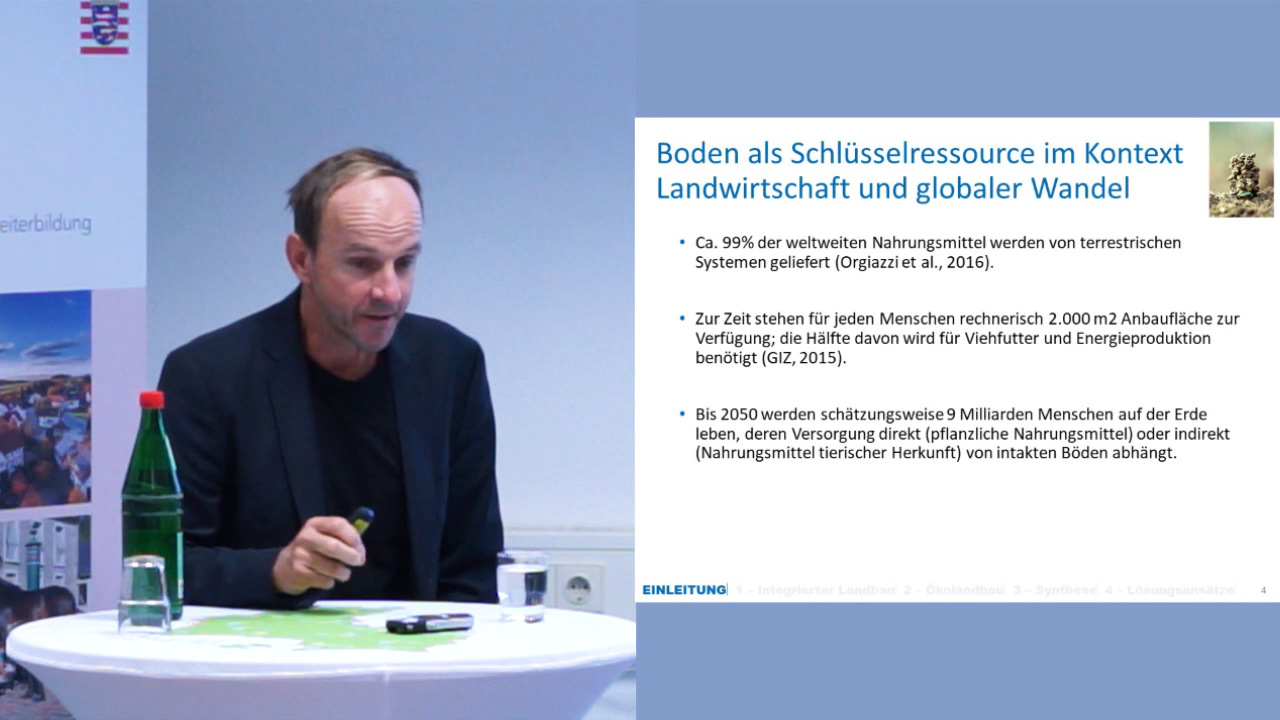 eiterbildung
Boden als Schlüsselressource im Kontext
Landwirtschaft und globaler Wandel
• Ca. 99% der weltweiten Nahrungsmittel werden von terrestrischen
Systemen geliefert (Orgiazzi et al., 2016).
• Zur Zeit stehen für jeden Menschen rechnerisch 2.000 m2 Anbaufläche zur
Verfügung; die Hälfte davon wird für Viehfutter und Energieproduktion
benötigt (GIZ, 2015).
• Bis 2050 werden schätzungsweise 9 Milliarden Menschen auf der Erde
leben, deren Versorgung direkt (pflanzliche Nahrungsmittel) oder indirekt
(Nahrungsmittel tierischer Herkunft) von intakten Böden abhängt.
EINLEITUNG| 1 – Integrierter Landbau| 2 – Ökolandbau| 3 – Synthese| 4 – Lösungsansätze| 4